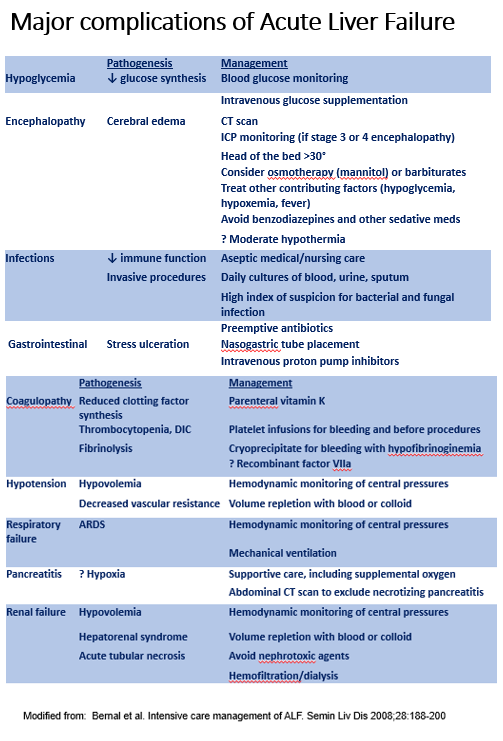 Major complications of Acute Liver Failure
Pathogenesis Management
Hypoglycemia ↓ glucose synthesis Blood glucose monitoring
Intravenous glucose supplementation
Encephalopathy Cerebral edema CT scan
ICP monitoring (if stage 3 or 4 encephalopathy)
Head of the bed >30°
Consider osmotherapy (mannitol) or barbiturates
Treat other contributing factors (hypoglycemia,
hypoxemia, fever)
Avoid benzodiazepines and other sedative meds
? Moderate hypothermia
Infections ↓ immune function Aseptic medical/nursing care
Invasive procedures Daily cultures of blood, urine, sputum
High index of suspicion for bacterial and fungal
infection
Preemptive antibiotics
Gastrointestinal Stress ulceration Nasogastric tube placement
Intravenous proton pump inhibitors
Pathogenesis Management
Coagulopathy Reduced clotting factor Parenteral vitamin K
synthesis
Thrombocytopenia, DIC Platelet infusions for bleeding and before procedures
Fibrinolysis Cryoprecipitate for bleeding with hypofibrinoginemia
? Recombinant factor VIIa
Hypotension Hypovolemia Hemodynamic monitoring of central pressures
Decreased vascular resistance Volume repletion with blood or colloid
Respiratory ARDS Hemodynamic monitoring of central pressures
failure
Mechanical ventilation
Pancreatitis ? Hypoxia Supportive care, including supplemental oxygen
Abdominal CT scan to exclude necrotizing pancreatitis
Renal failure Hypovolemia Hemodynamic monitoring of central pressures
Hepatorenal syndrome Volume repletion with blood or colloid
Acute tubular necrosis Avoid nephrotoxic agents
Hemofiltration/dialysis
Modified from: Bernal et al. Intensive care management of ALF. Semin Liv Dis 2008;28:188-200